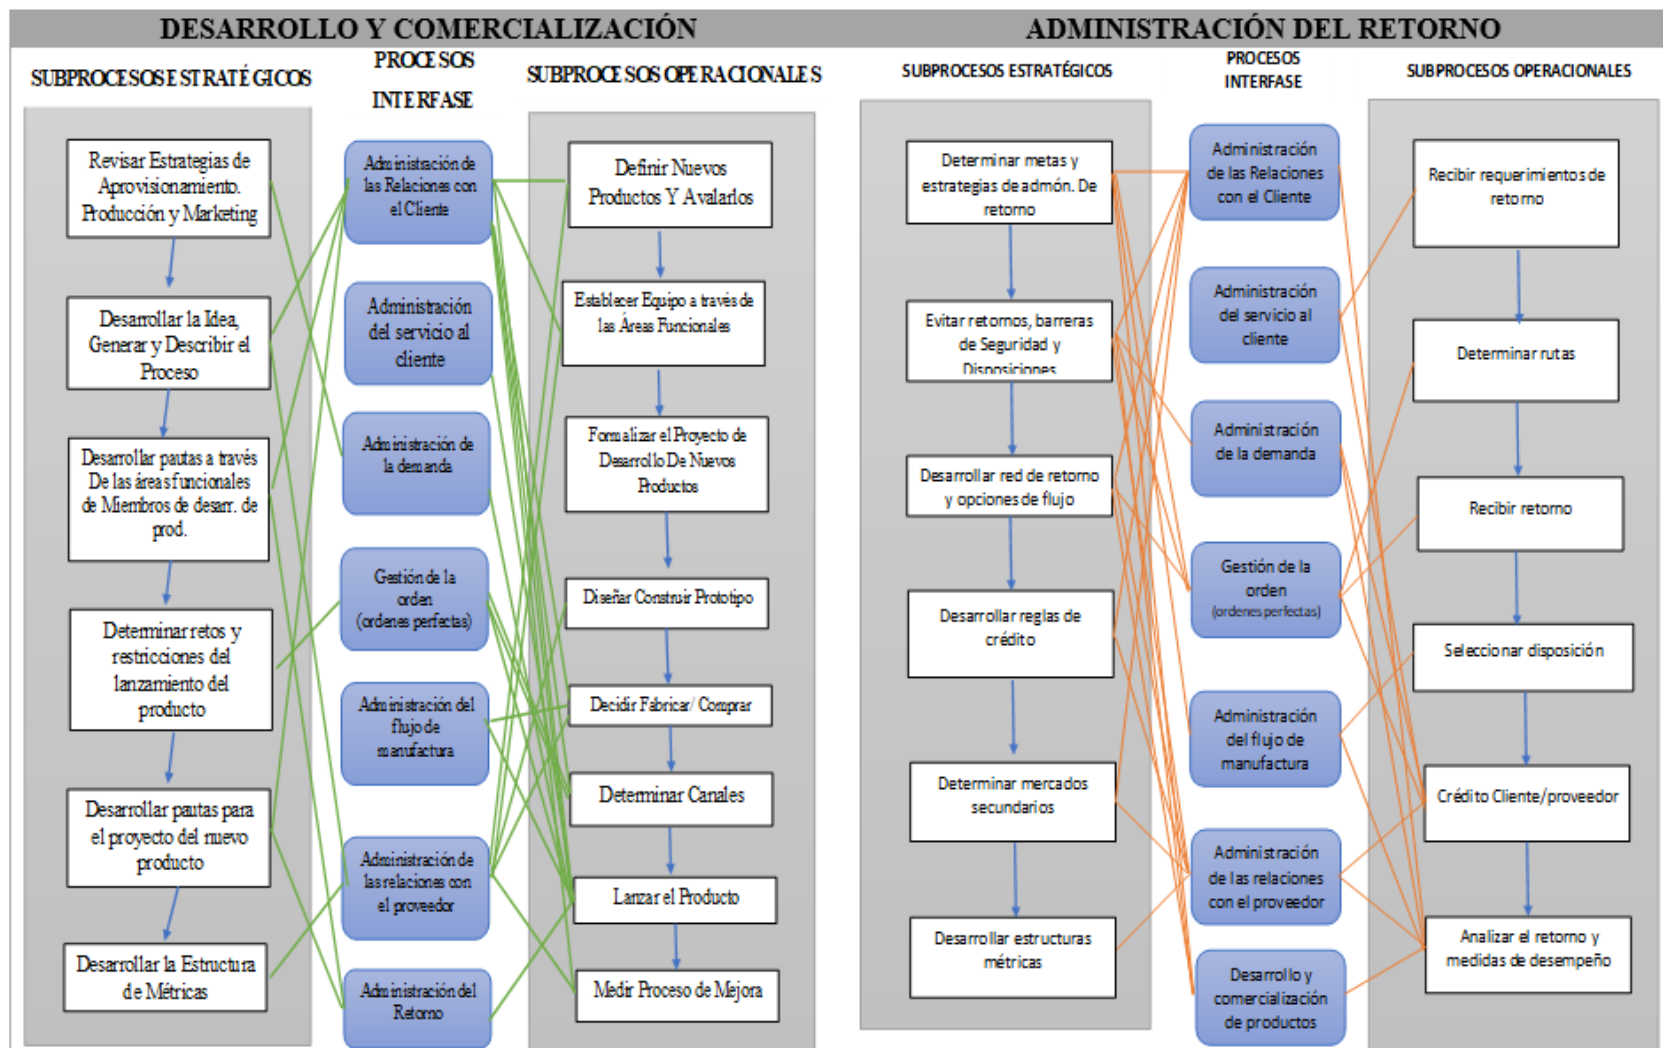 DESARROLLO Y COMERCIALIZACIÓN
SUBPROCESOS ESTRATÉGICOS
PROCESOS
INTERFASE
SUBPROCESOS OPERACIONALES
Revisar Estrategias de
Aprovisionamiento.
Producción y Marketing
Desarrollar la Idea,
Generar y Describir el
Proceso
Desarrollar pautas a través
De las áreas funcionales
de Miembros de desarr. de
prod.
Determinar retos y
restricciones del
lanzamiento del
producto
Desarrollar pautas para
el proyecto del nuevo
producto
Desarrollar la Estructura
de Métricas
Administración de
las Relaciones con
el Cliente
Administración
del servicio al
cliente
Administración de
la demanda
Gestión de la
orden
(ordenes perfectas)
Administración del
flujo de
manufactura
Administración de
las relaciones con
el proveedor
Administración del
Retorno
Definir Nuevos
Productos Y Avalarlos
Establecer Equipo a través de
las Áreas Funcionales
Formalizar el Proyecto de
Desarrollo De Nuevos
Productos
Diseñar Construir Prototipo
Decidir Fabricar/ Comprar
Determinar Canales
Lanzar el Producto
Medir Proceso de Mejora
ADMINISTRACIÓN DEL RETORNO
SUBPROCESOS ESTRATÉGICOS
PROCESOS
INTERFASE
SUBPROCESOS OPERACIONALES
Determinar metas y
estrategias de admón. De
retorno
Evitar retornos, barreras
de Seguridad y
Disposiciones
Desarrollar red de retorno
y opciones de flujo
Desarrollar reglas de
crédito
Determinar mercados
secundarios
Desarrollar estructuras
métricas
Administración
de las Relaciones
con el Cliente
Administración
del servicio al
cliente
Administración
de la demanda
Gestión de la
orden
(ordenes perfectas)
Administración
del flujo de
manufactura
Administración
de las relaciones
con el proveedor
Desarrollo y
comercialización
de productos
Recibir requerimientos de
retorno
Determinar rutas
Recibir retorno
Seleccionar disposición
Crédito Cliente/proveedor
Analizar el retorno y
medidas de desempeño